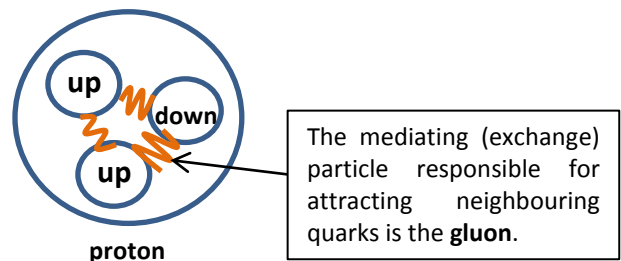 up
down
up
proton
The mediating (exchange)
particle responsible for
attracting neighbouring
quarks is the gluon.